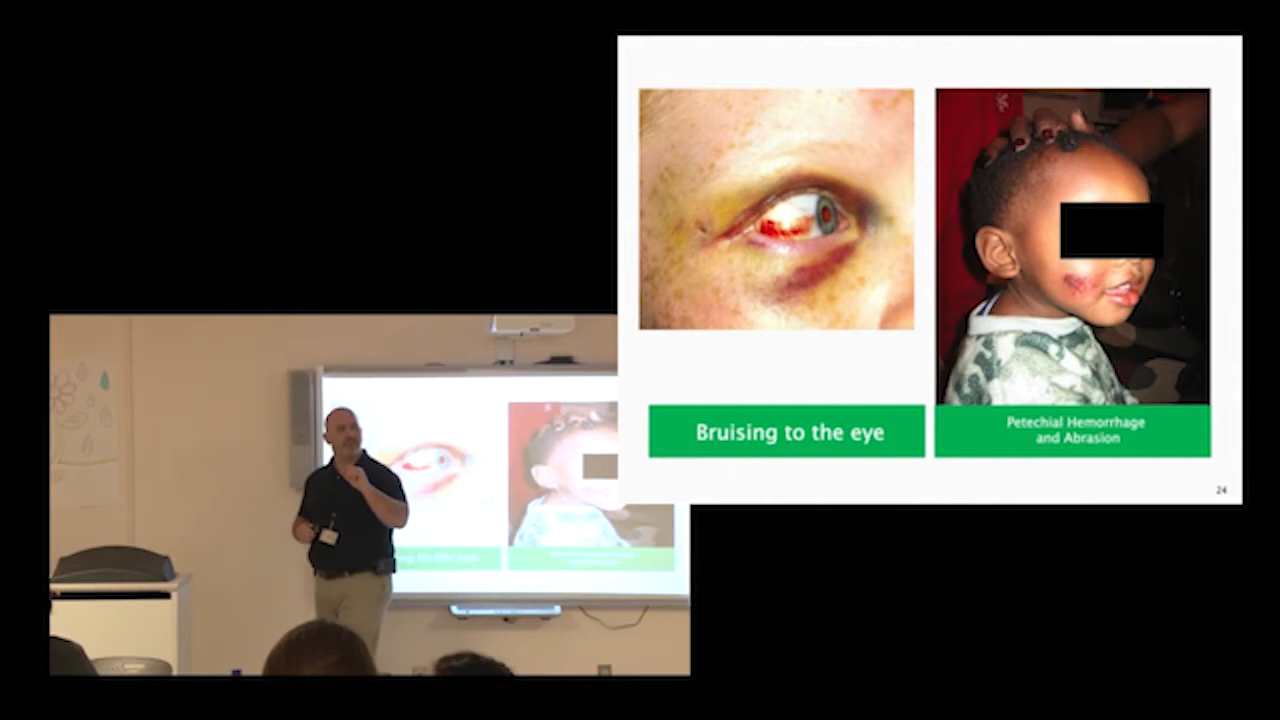 Bruising to the eye
Petechial Hemorrhage
and Abrasion
24